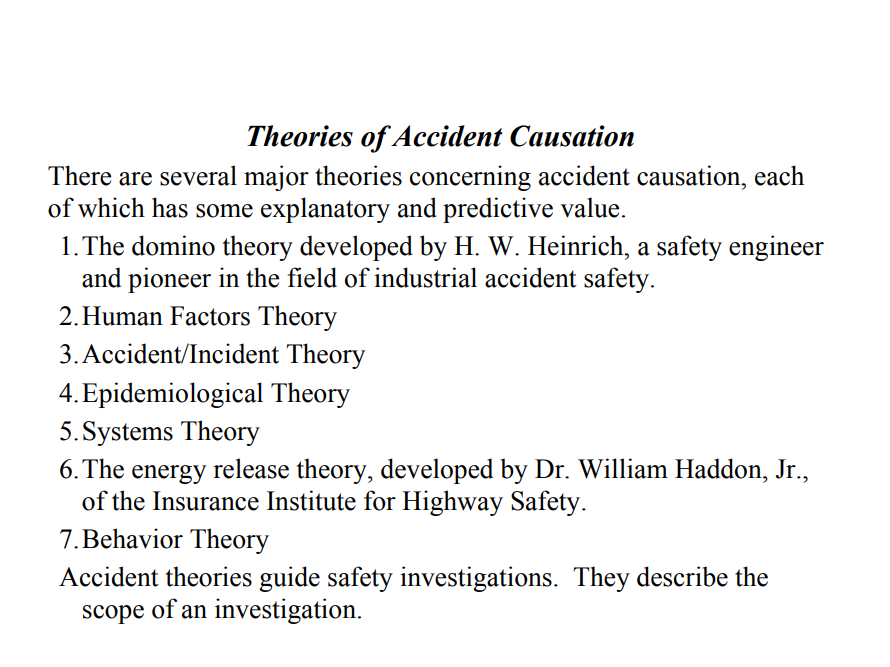 Theories of Accident Causation
There are several major theories concerning accident causation, each
of which has some explanatory and predictive value.
1. The domino theory developed by H. W. Heinrich, a safety engineer
and pioneer in the field of industrial accident safety.
2. Human Factors Theory
3. Accident/Incident Theory
4. Epidemiological Theory
5. Systems Theory
6. The energy release theory, developed by Dr. William Haddon, Jr.,
of the Insurance Institute for Highway Safety.
7. Behavior Theory
Accident theories guide safety investigations.  They describe the
scope of an investigation.